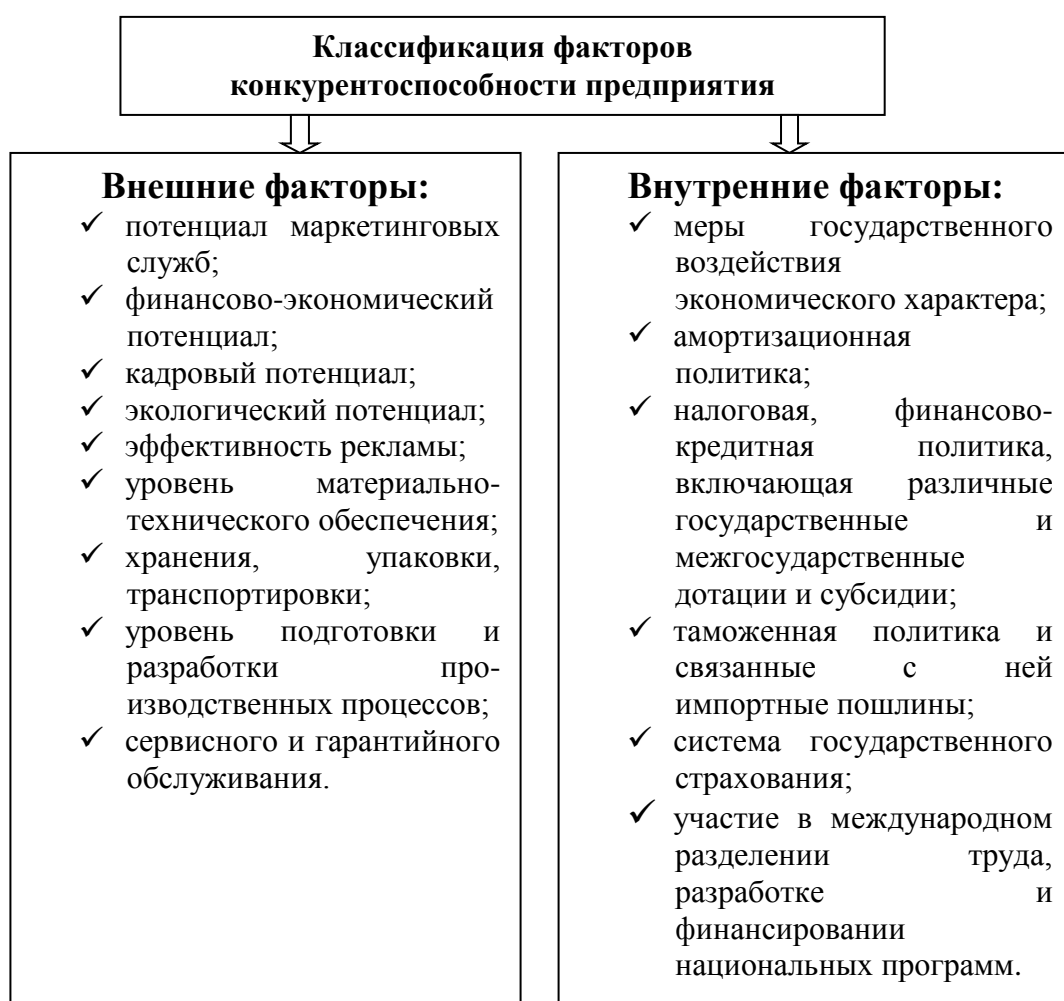 Классификация факторов
конкурентоспособности предприятия
Внешние факторы:
✓ потенциал маркетинговых
служб;
✓ финансово-экономический
потенциал;
✓ кадровый потенциал;
✓ экологический потенциал;
✓ эффективность рекламы;
✓ уровень материально-
технического обеспечения;
✓ хранения, упаковки,
транспортировки;
✓ уровень подготовки и
разработки про-
изводственных процессов;
✓ сервисного и гарантийного
обслуживания.
Внутренние факторы:
✓ меры государственного
воздействия
экономического характера;
✓ амортизационная
политика;
✓ налоговая, финансово-
кредитная политика,
включающая различные
государственные и
межгосударственные
дотации и субсидии;
✓ таможенная политика и
связанные с ней
импортные пошлины;
✓ система государственного
страхования;
✓ участие в международном
разделении труда,
разработке и
финансировании
национальных программ.